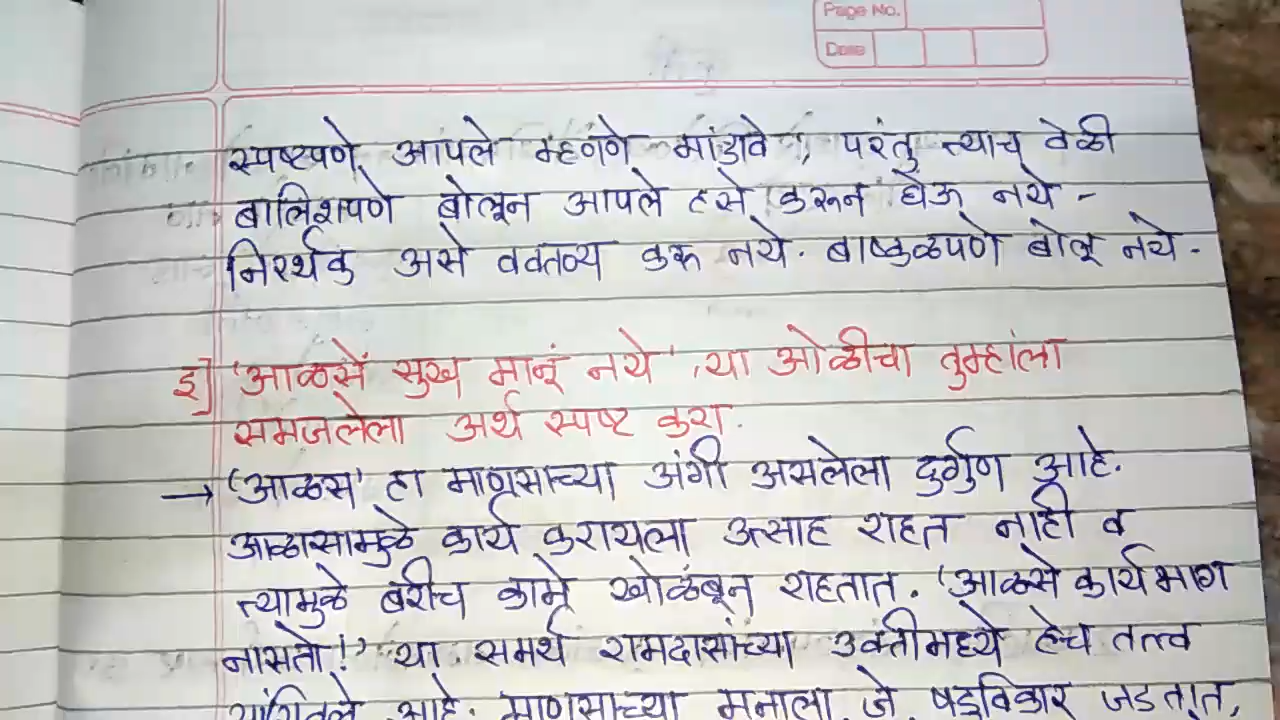 Page No.
Date
स्पष्टपणे आपले म्हणणे मांडावे, परंतु त्याच वेळी
बालिशपणे बोलून आपले हसे करून घेऊ नये -
निरर्थक असे वक्तव्य करू नये. बाष्कळपणे बोलू नये -
इ] 'आळसें सुख मानूं नये', या ओळीचा तुम्हांला
समजलेला अर्थ स्पष्ट करा.
→ 'आळस' हा माणसाच्या अंगी असलेला दुर्गुण आहे.
आळसामुळे कार्य करायला उत्साह राहत नाही व
त्यामुळे बरीच कामे खोळंबून राहतात. 'आळसे कार्यभाग
नासतो!' या समर्थ रामदासांच्या उक्तीमध्ये हेच तत्त्व
सांगितले आहे. माणसाच्या मनाला जे षड्विकार जडतात,